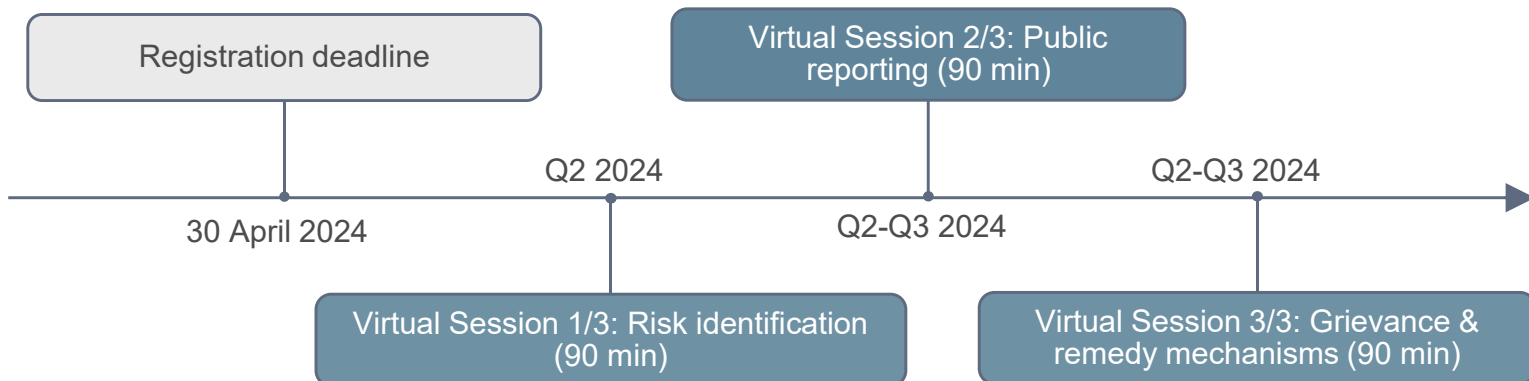 Registration deadline
Virtual Session 2/3: Public
reporting (90 min)
Q2 2024
Q2-Q3 2024
30 April 2024
Q2-Q3 2024
Virtual Session 1/3: Risk identification
(90 min)
Virtual Session 3/3: Grievance &
remedy mechanisms (90 min)